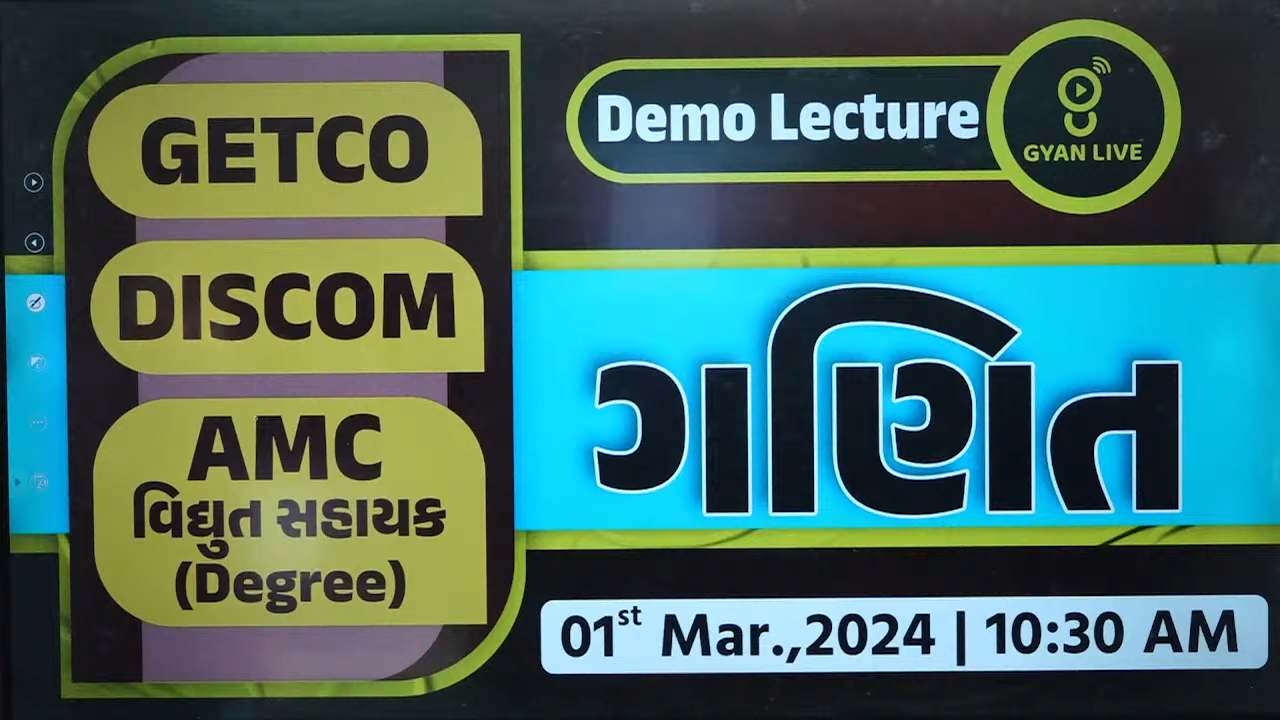 GETCO
DISCOM
AMC
વિદ્યુત સહાયક
(Degree)
Demo Lecture
GYAN LIVE
ગણિત
01st Mar.,2024 | 10:30 AM